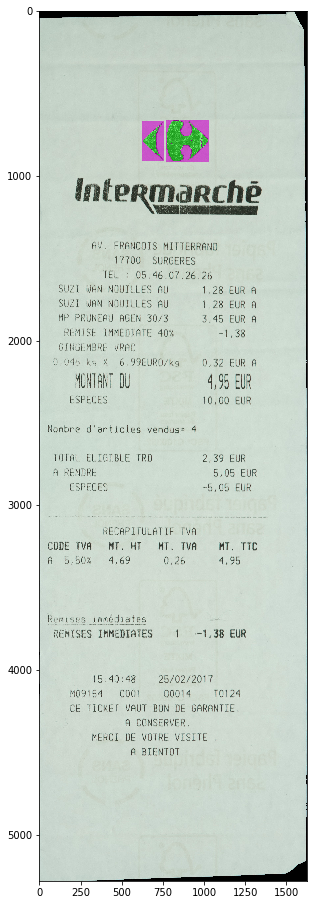 0
1000
Intermarché
AV. FRANCOIS MITTERRAND
17700 SURGERES
TEL : 05.46.07.26.26
SUZI WAN NOUILLES AU 1.28 EUR A
SUZI WAN NOUILLES AU 1.28 EUR A
MP PRUNEAU AGEN 30/3 3,45 EUR A
REMISE IMMEDIATE 40% -1,38
2000
GINGEMBRE VRAC
0.046 kg X 6.99EURO/kg 0,32 EUR A
MONTANT DU 4,95 EUR
ESPECES 10,00 EUR
Nombre d'articles vendus= 4
TOTAL ELIGIBLE TRD 2,39 EUR
A RENDRE 5,05 EUR
ESPECES -5,05 EUR
3000
RECAPITULATIF TVA
CODE TVA MT. HT MT. TVA MT. TTC
A 5,50% 4.69 0,26 4,95
Remises immédiates
REMISES IMMEDIATES 1 -1,38 EUR
4000
15:40:48 25/02/2017
M09154 C001 00014 T0124
CE TICKET VAUT BON DE GARANTIE.
A CONSERVER.
MERCI DE VOTRE VISITE
A BIENTOT
5000
0 250 500 750 1000 1250 1500